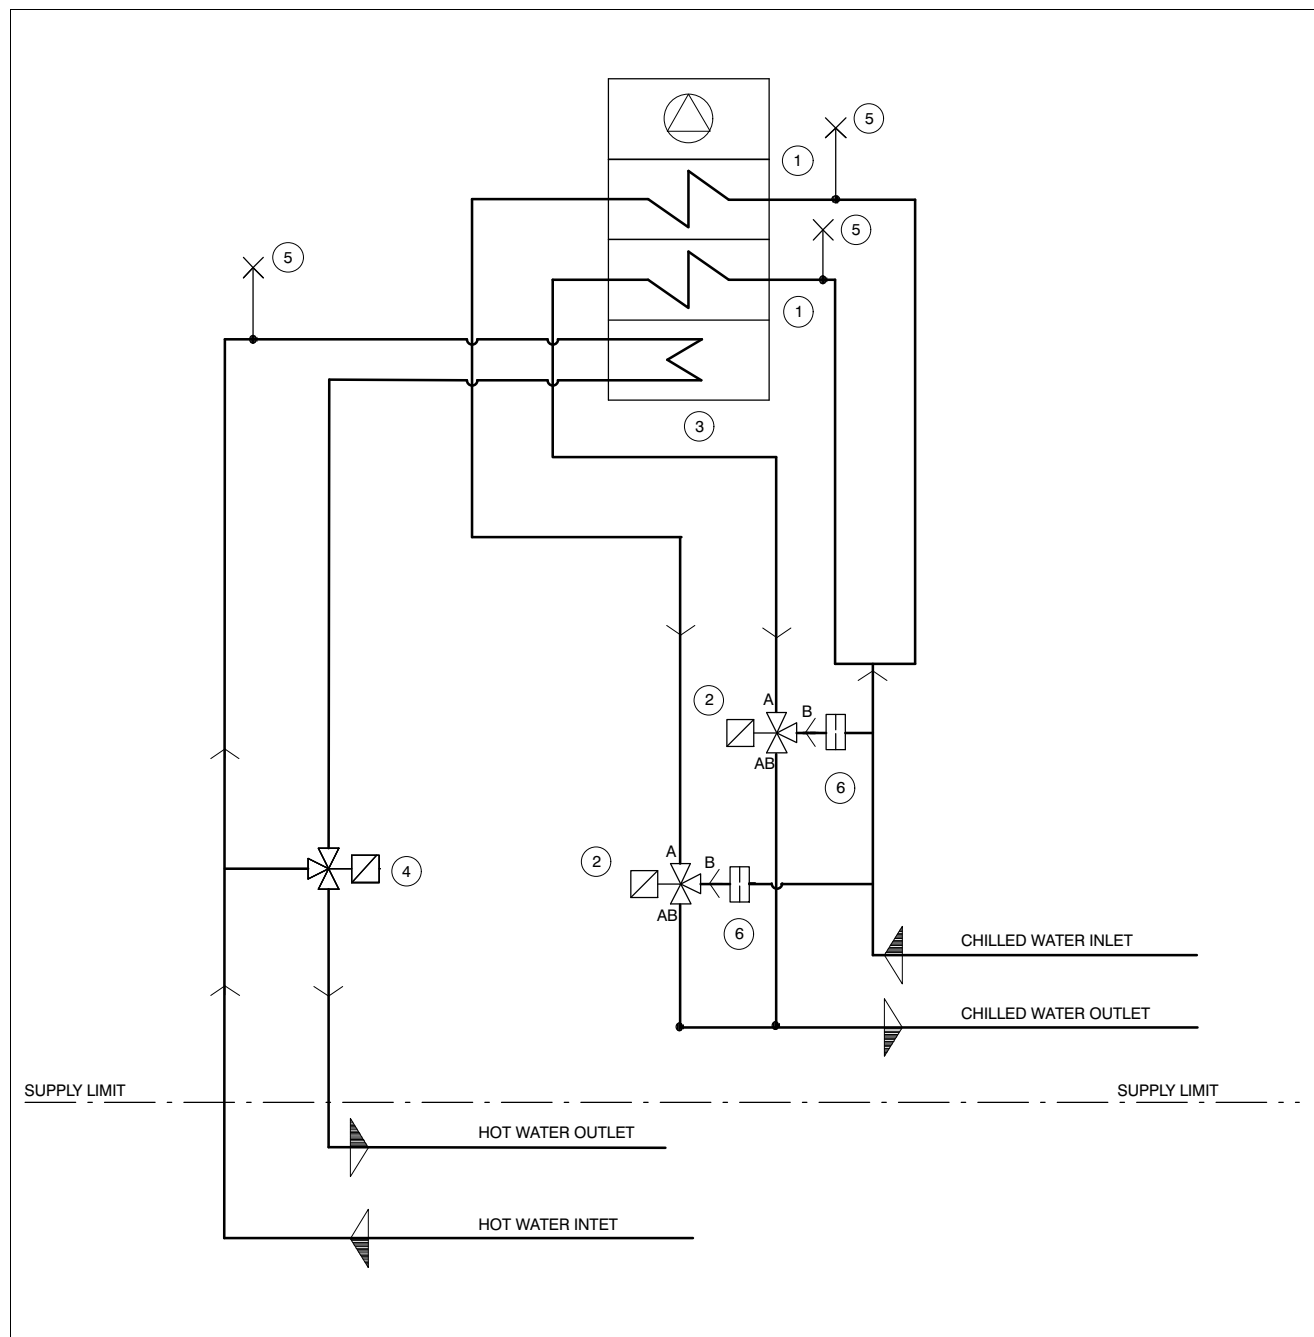 5
1
5
5
1
3
2
A
B
AB
6
2
A
B
4
AB
6
CHILLED WATER INLET
CHILLED WATER OUTLET
SUPPLY LIMIT
SUPPLY LIMIT
HOT WATER OUTLET
HOT WATER INTET